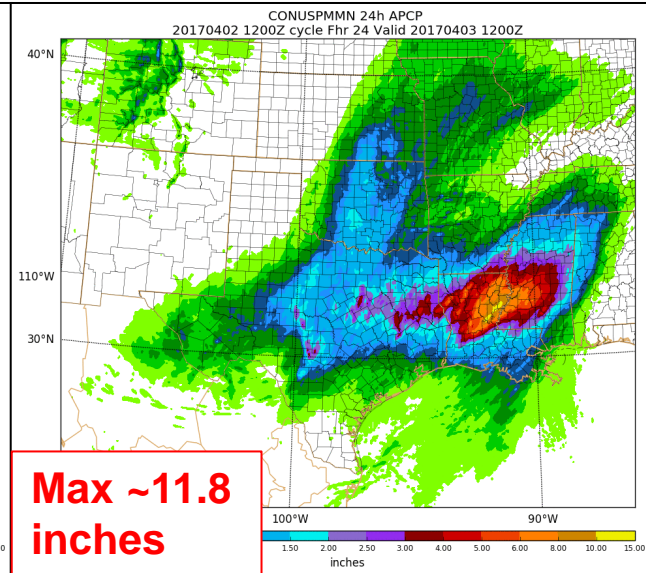 CONUSPMMN 24h APCP
20170402 1200Z cycle Fhr 24 Valid 20170403 1200Z
40°N
110°W
30°N
Max ~11.8
inches
100°W
90°W
1.50 2.00 2.50 3.00 4.00 5.00 6.00 8.00 10.00 15.00
inches